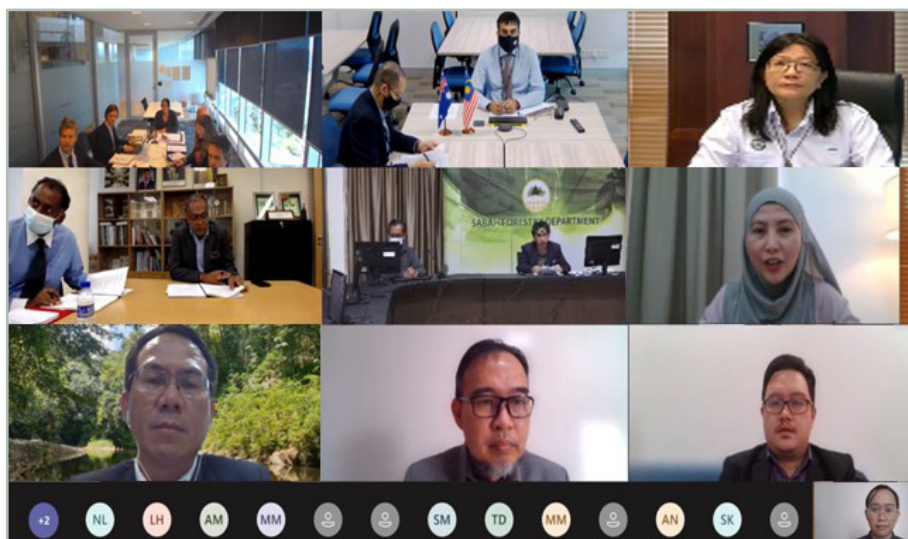 SABAH FORESTRY DEPARTMENT
+2 NL LH AM MM SM TD MM AN SK